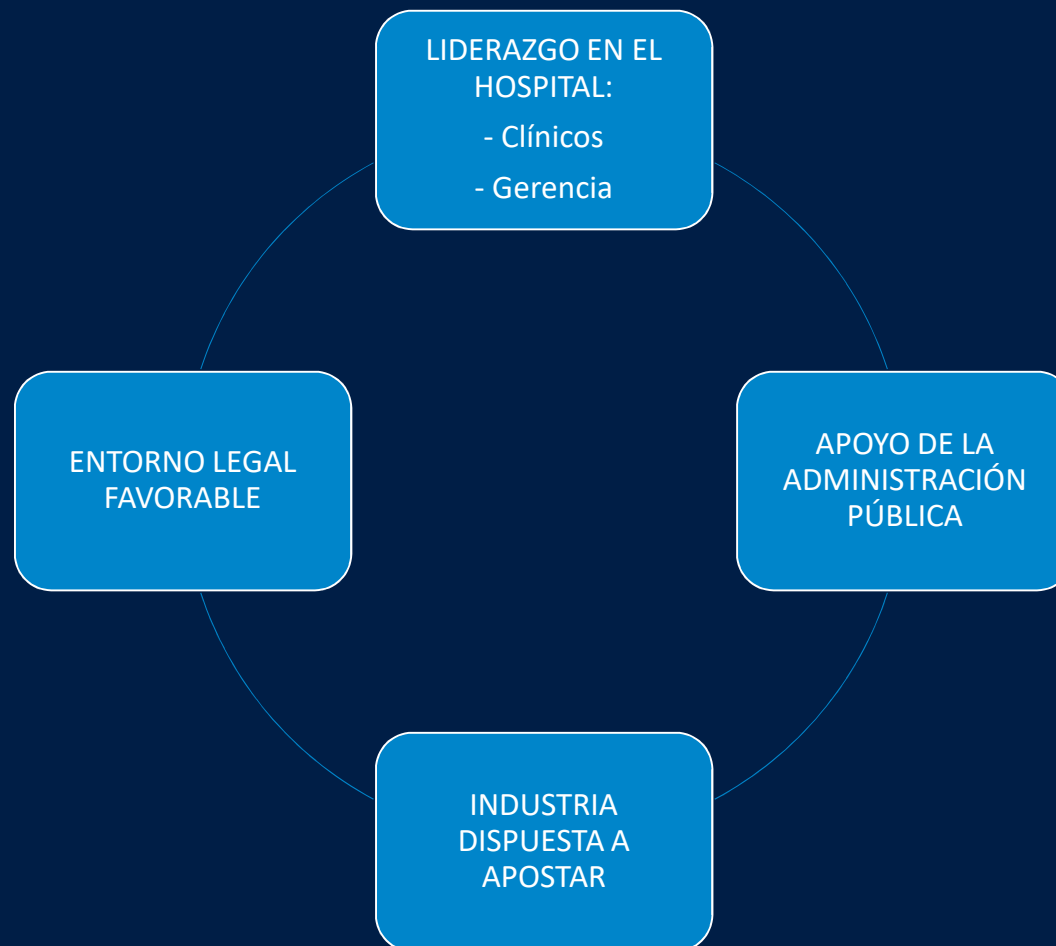 LIDERAZGO EN EL
HOSPITAL:
- Clínicos
- Gerencia
ENTORNO LEGAL
FAVORABLE
APOYO DE LA
ADMINISTRACIÓN
PÚBLICA
INDUSTRIA
DISPUESTA A
APOSTAR